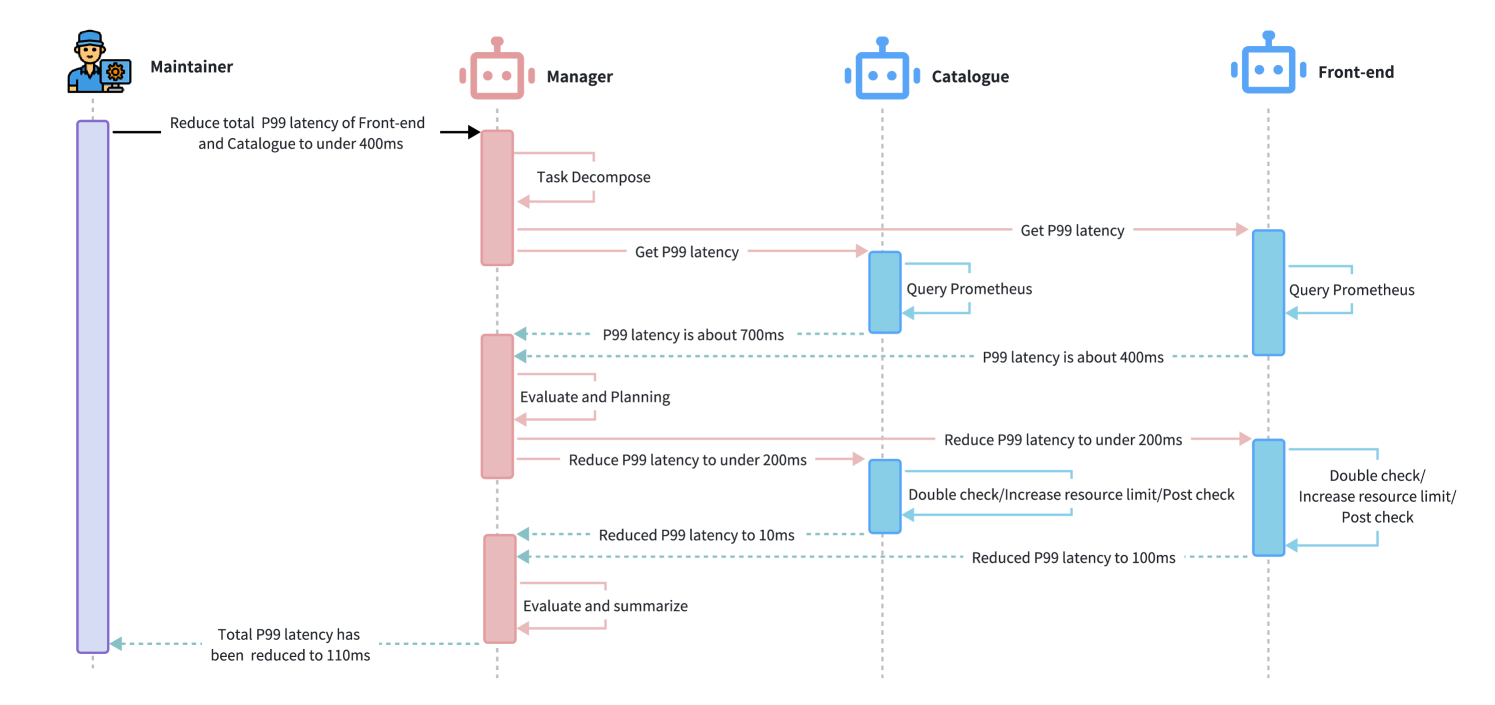 Maintainer
Manager
Catalogue
Front-end
Reduce total P99 latency of Front-end
and Catalogue to under 400ms
Task Decompose
Get P99 latency
Get P99 latency
Query Prometheus
Query Prometheus
P99 latency is about 700ms
P99 latency is about 400ms
Evaluate and Planning
Reduce P99 latency to under 200ms
Reduce P99 latency to under 200ms
Double check/Increase resource limit/Post check
Double check/
Increase resource limit/
Post check
Reduced P99 latency to 10ms
Reduced P99 latency to 100ms
Evaluate and summarize
Total P99 latency has
been reduced to 110ms